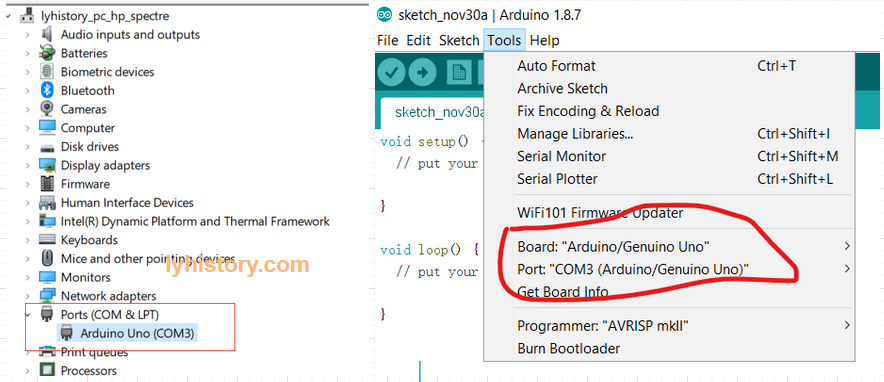 lyhistory_pc_hp_spectre
Audio inputs and outputs
Batteries
Biometric devices
Bluetooth
Cameras
Computer
Disk drives
Display adapters
Firmware
Human Interface Devices
Intel(R) Dynamic Platform and Thermal Framework
Keyboards
Mice and other pointing devices
lyhistory.com
Monitors
Network adapters
Ports (COM & LPT)
Arduino Uno (COM3)
Print queues
Processors
sketch_nov30a | Arduino 1.8.7
File Edit Sketch Tools Help
sketch_nov30a
void setup()
// put your
}
void loop() {
// put your
}
Auto Format Ctrl+T
Archive Sketch
Fix Encoding & Reload
Manage Libraries... Ctrl+Shift+I
Serial Monitor Ctrl+Shift+M
Serial Plotter Ctrl+Shift+L
WiFi101 Firmware Updater
Board: "Arduino/Genuino Uno"
Port: "COM3 (Arduino/Genuino Uno)"
Get Board Info
Programmer: "AVRISP mkII"
Burn Bootloader